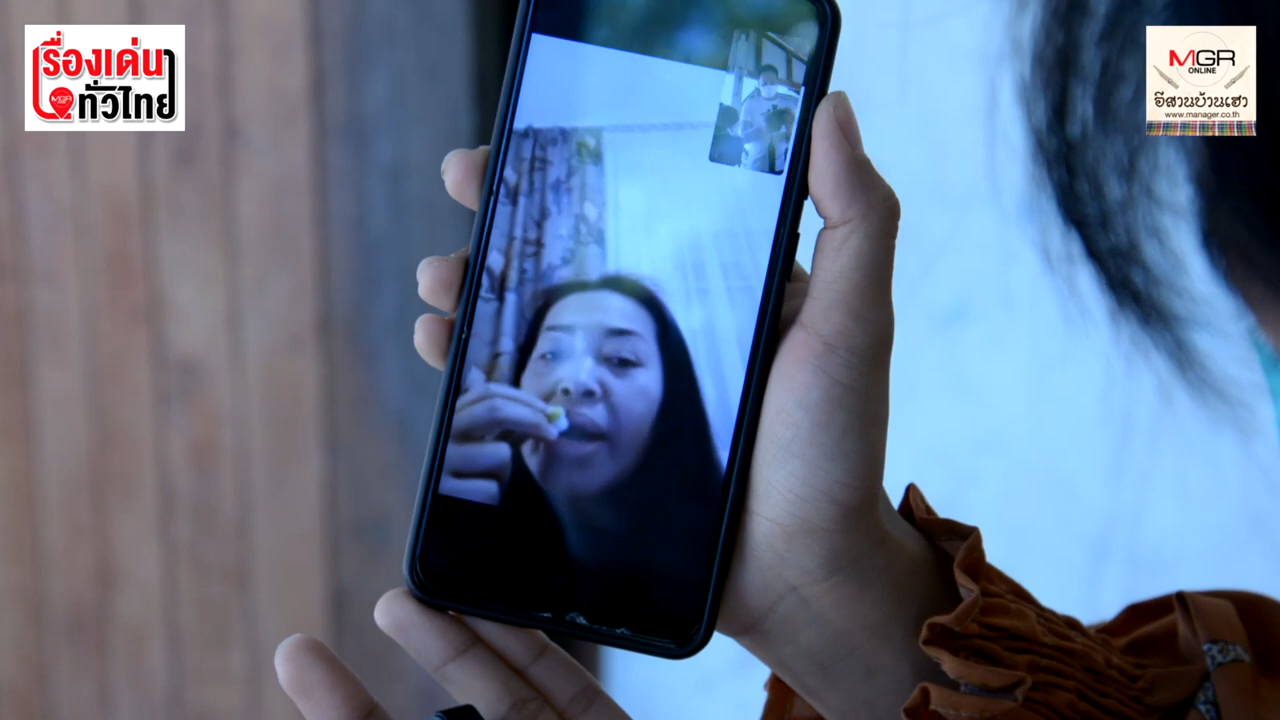 เรื่องเด่น
MGR
ทั่วไทย
MGR
ONLINE
อีสานบ้านเฮา
www.manager.co.th